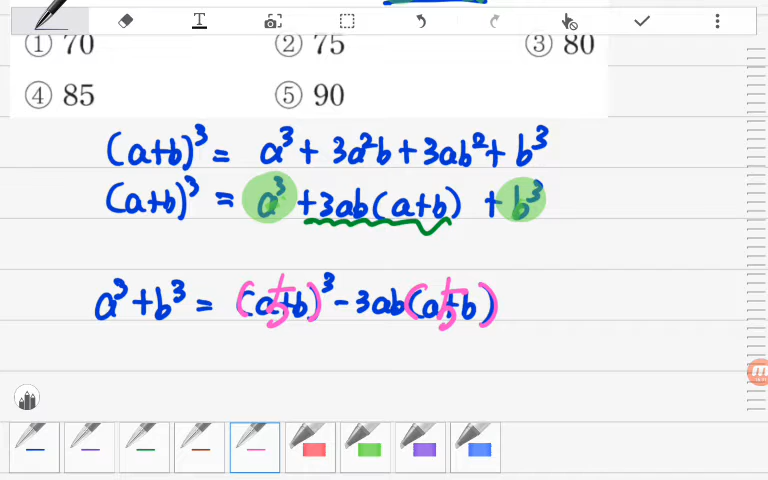 ① 70 ② 75 ③ 80
④ 85 ⑤ 90
(a+b)³ = a³ + 3a²b + 3ab² + b³
(a+b)³ = a³ + 3ab(a+b) + b³
a³ + b³ = (a+b)³ - 3ab(a+b)